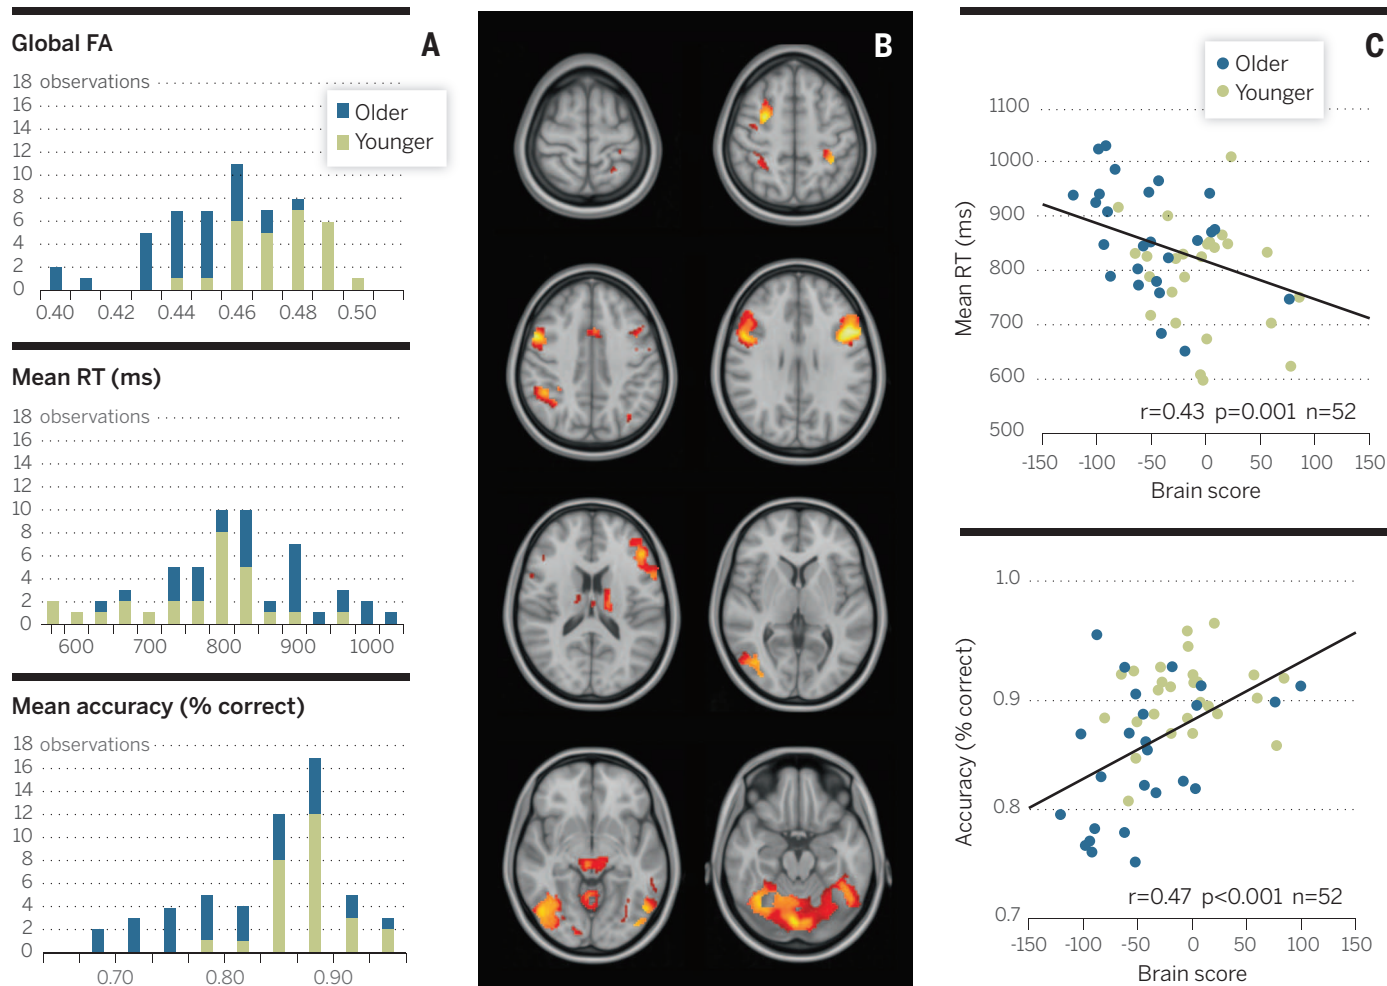 A
Global FA
18 observations
16
14
12
10
8
6
4
2
0
0.40 0.42 0.44 0.46 0.48 0.50
Older
Younger
Mean RT (ms)
18 observations
16
14
12
10
8
6
4
2
0
600 700 800 900 1000
Mean accuracy (% correct)
18 observations
16
14
12
10
8
6
4
2
0
0.70 0.80 0.90
B
C
Older
Younger
Mean RT (ms)
1100
1000
900
800
700
600
500
r=0.43 p=0.001 n=52
-150 -100 -50 0 50 100 150
Brain score
Accuracy (% correct)
1.0
0.9
0.8
0.7
r=0.47 p<0.001 n=52
-150 -100 -50 0 50 100 150
Brain score